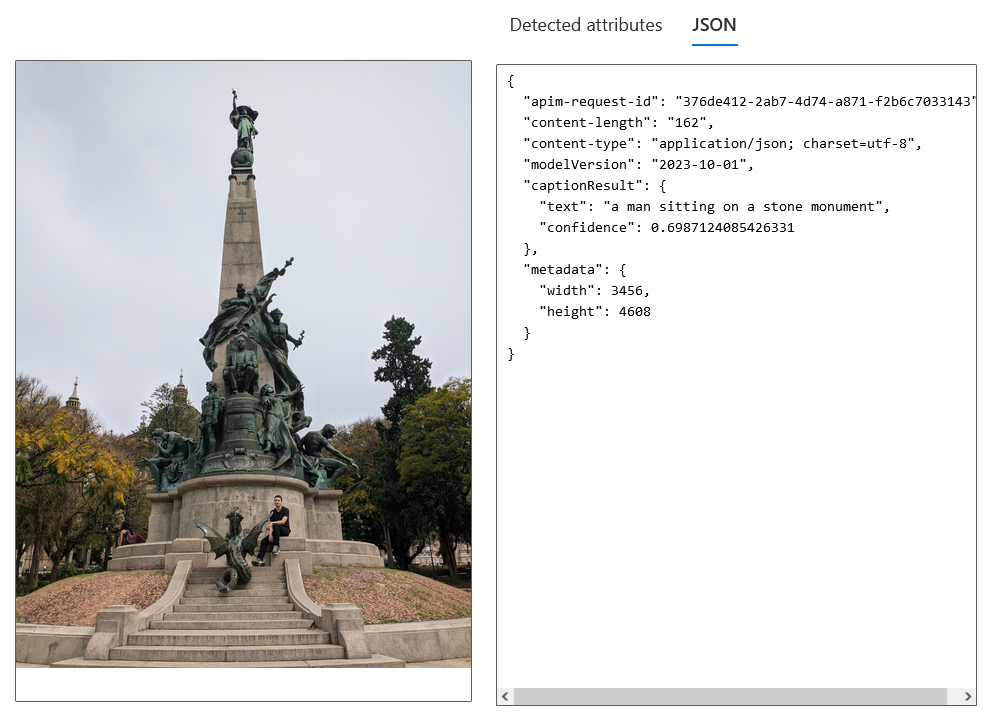 Detected attributes
JSON
{
"apim-request-id": "376de412-2ab7-4d74-a871-f2b6c7033143"
"content-length": "162",
"content-type": "application/json; charset=utf-8",
"modelVersion": "2023-10-01",
"captionResult": {
"text": "a man sitting on a stone monument",
"confidence": 0.6987124085426331
},
"metadata": {
"width": 3456,
"height": 4608
}
}